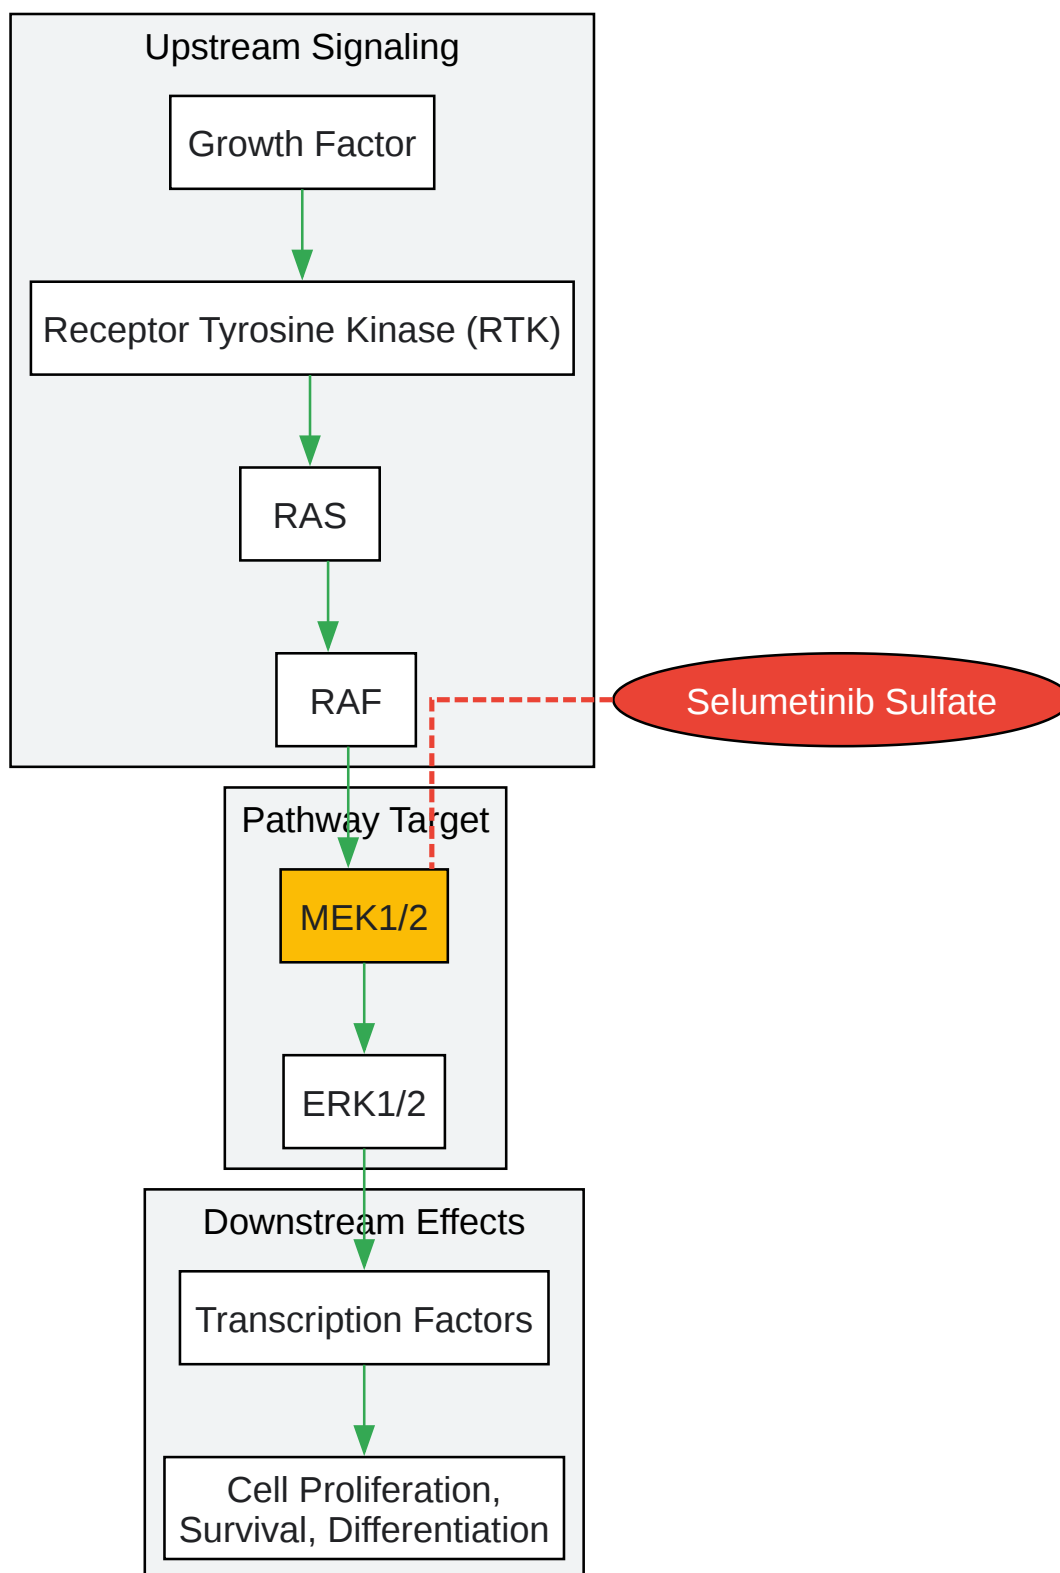 Upstream Signaling
Growth Factor
Receptor Tyrosine Kinase (RTK)
RAS
RAF
Selumetinib Sulfate
Pathway Target
MEK1/2
ERK1/2
Downstream Effects
Transcription Factors
Cell Proliferation,
Survival, Differentiation